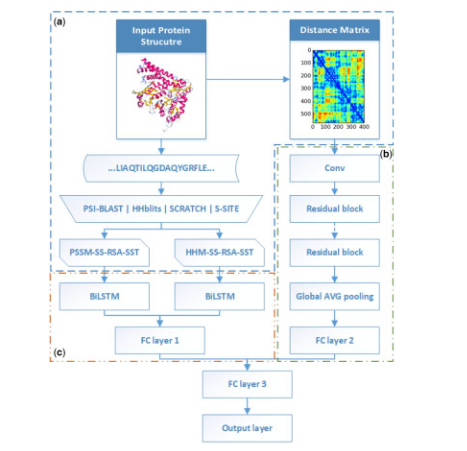 (a)
Input Protein
Strucutre
Distance Matrix
0
100
200
300
400
500
0 100 200 300 400
(b)
...LIAQTILQGDAQYGRFLE...
Conv
PSI-BLAST | HHblits | SCRATCH | S-SITE
Residual block
PSSM-SS-RSA-SST
HHM-SS-RSA-SST
Residual block
BiLSTM
BiLSTM
Global AVG pooling
FC layer 1
FC layer 2
(c)
FC layer 3
Output layer